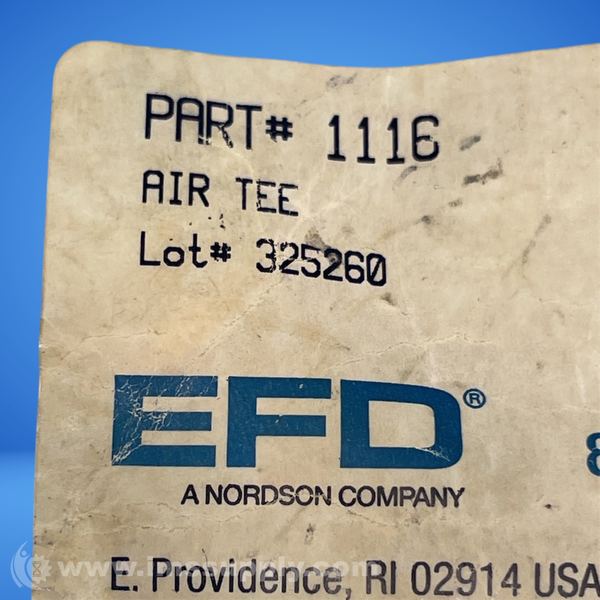 PART# 1116
AIR TEE
Lot# 325260
EFD®
A NORDSON COMPANY
E. Providence, RI 02914 USA